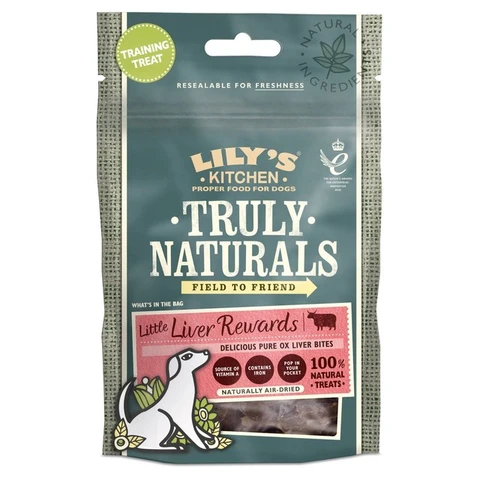 TRAINING
TREAT
NATURAL
INGREDIENTS
RESEALABLE FOR FRESHNESS
LILY'S
KITCHEN
PROPER FOOD FOR DOGS
· TRULY ·
NATURALS
FIELD TO FRIEND
WHAT'S IN THE BAG
Little Liver Rewards
DELICIOUS PURE OX LIVER BITES
SOURCE OF
VITAMIN A
CONTAINS
IRON
POP IN
YOUR
POCKET
100%
NATURAL
TREATS
NATURALLY AIR-DRIED